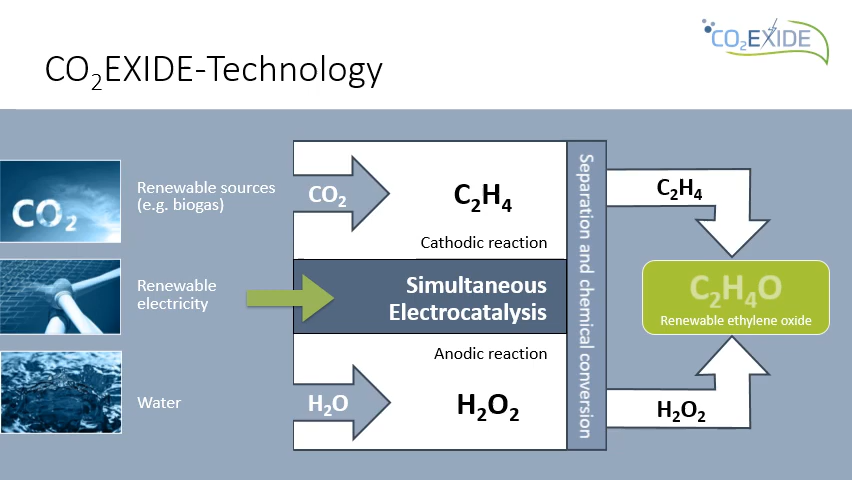 CO₂EXIDE
CO₂EXIDE-Technology
CO₂
Renewable sources
(e.g. biogas)
CO₂
C₂H₄
Cathodic reaction
Renewable
electricity
Simultaneous
Electrocatalysis
Anodic reaction
Water
H₂O
H₂O₂
Separation and chemical conversion
C₂H₄
C₂H₄O
Renewable ethylene oxide
H₂O₂